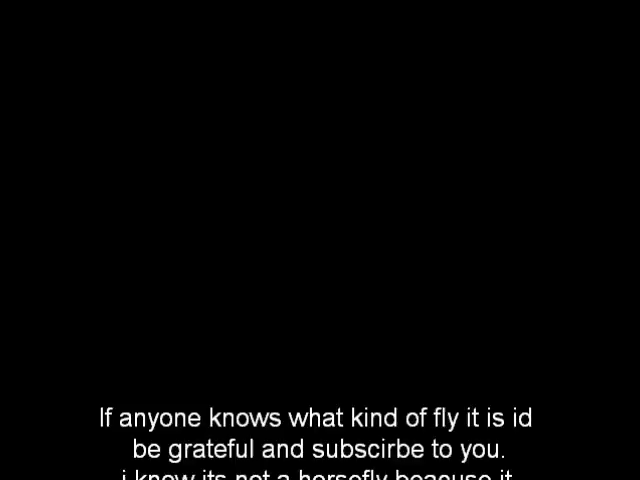 If anyone knows what kind of fly it is id
be grateful and subscirbe to you.
i know its not a horsefly beacuse it